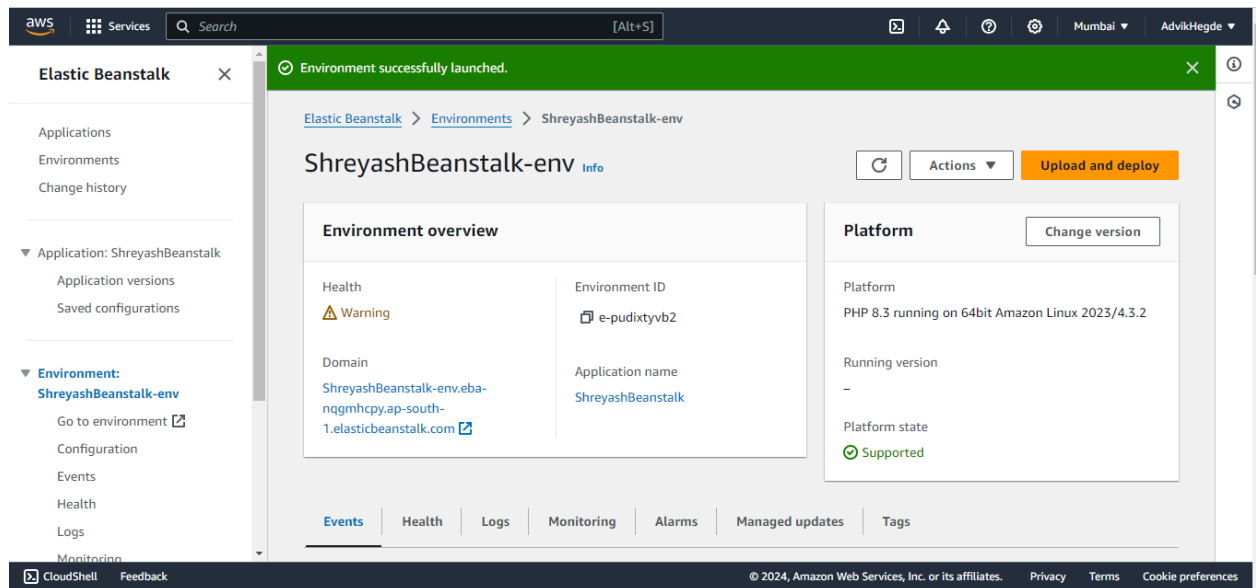 aws
Services
Search
[Alt+S]
Mumbai
AdvikHegde
Elastic Beanstalk
Applications
Environments
Change history
Application: ShreyashBeanstalk
Application versions
Saved configurations
Environment:
ShreyashBeanstalk-env
Go to environment
Configuration
Events
Health
Logs
Monitoring
Environment successfully launched.
Elastic Beanstalk
Environments
ShreyashBeanstalk-env
ShreyashBeanstalk-env Info
Actions
Upload and deploy
Environment overview
Health
Warning
Domain
ShreyashBeanstalk-env.eba-
nqgmhcpy.ap-south-
1.elasticbeanstalk.com
Environment ID
e-pudixtyvb2
Application name
ShreyashBeanstalk
Platform
Change version
Platform
PHP 8.3 running on 64bit Amazon Linux 2023/4.3.2
Running version
–
Platform state
Supported
Events
Health
Logs
Monitoring
Alarms
Managed updates
Tags
CloudShell
Feedback
© 2024, Amazon Web Services, Inc. or its affiliates.
Privacy
Terms
Cookie preferences